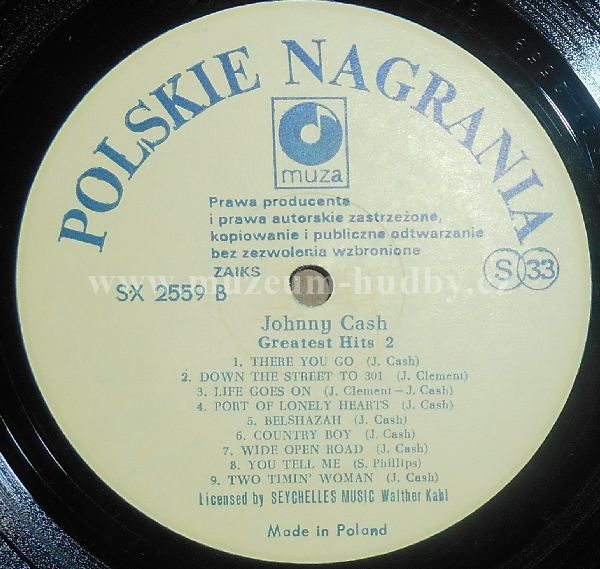 POLSKIE NAGRANIA
muza
Prawa producenta
i prawa autorskie zastrzeżone,
kopiowanie i publiczne odtwarzanie
bez zezwolenia wzbronione
ZAIKS
www.muzeum-hudby.cz
S 33
SX 2559 B
Johnny Cash
Greatest Hits 2
1. THERE YOU GO (J. Cash)
2. DOWN THE STREET TO 301 (J. Clement)
3. LIFE GOES ON (J. Clement—J. Cash)
4. PORT OF LONELY HEARTS (J. Cash)
5. BELSHAZAH (J. Cash)
6. COUNTRY BOY (J. Cash)
7. WIDE OPEN ROAD (J. Cash)
8. YOU TELL ME (S. Phillips)
9. TWO TIMIN' WOMAN (J. Cash)
Licensed by SEYCHELLES MUSIC Walther Kahl
Made in Poland